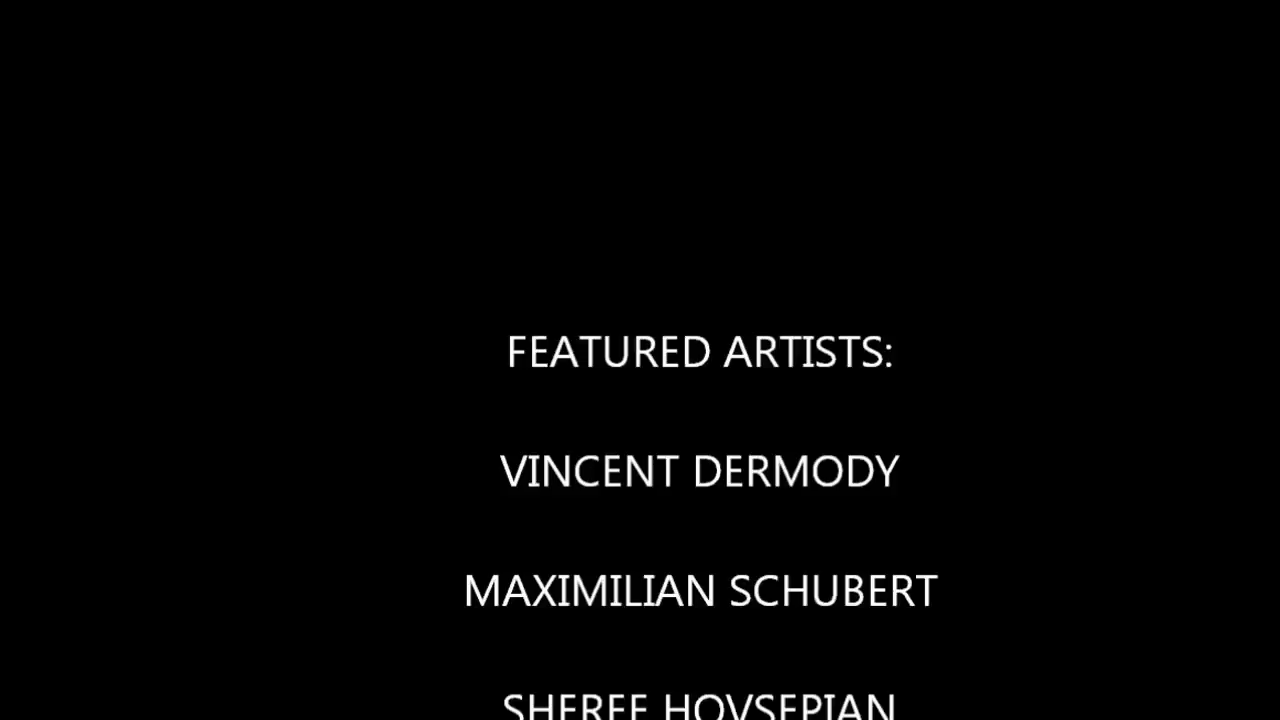 FEATURED ARTISTS:
VINCENT DERMODY
MAXIMILIAN SCHUBERT
SHEREE HOVSEPIAN